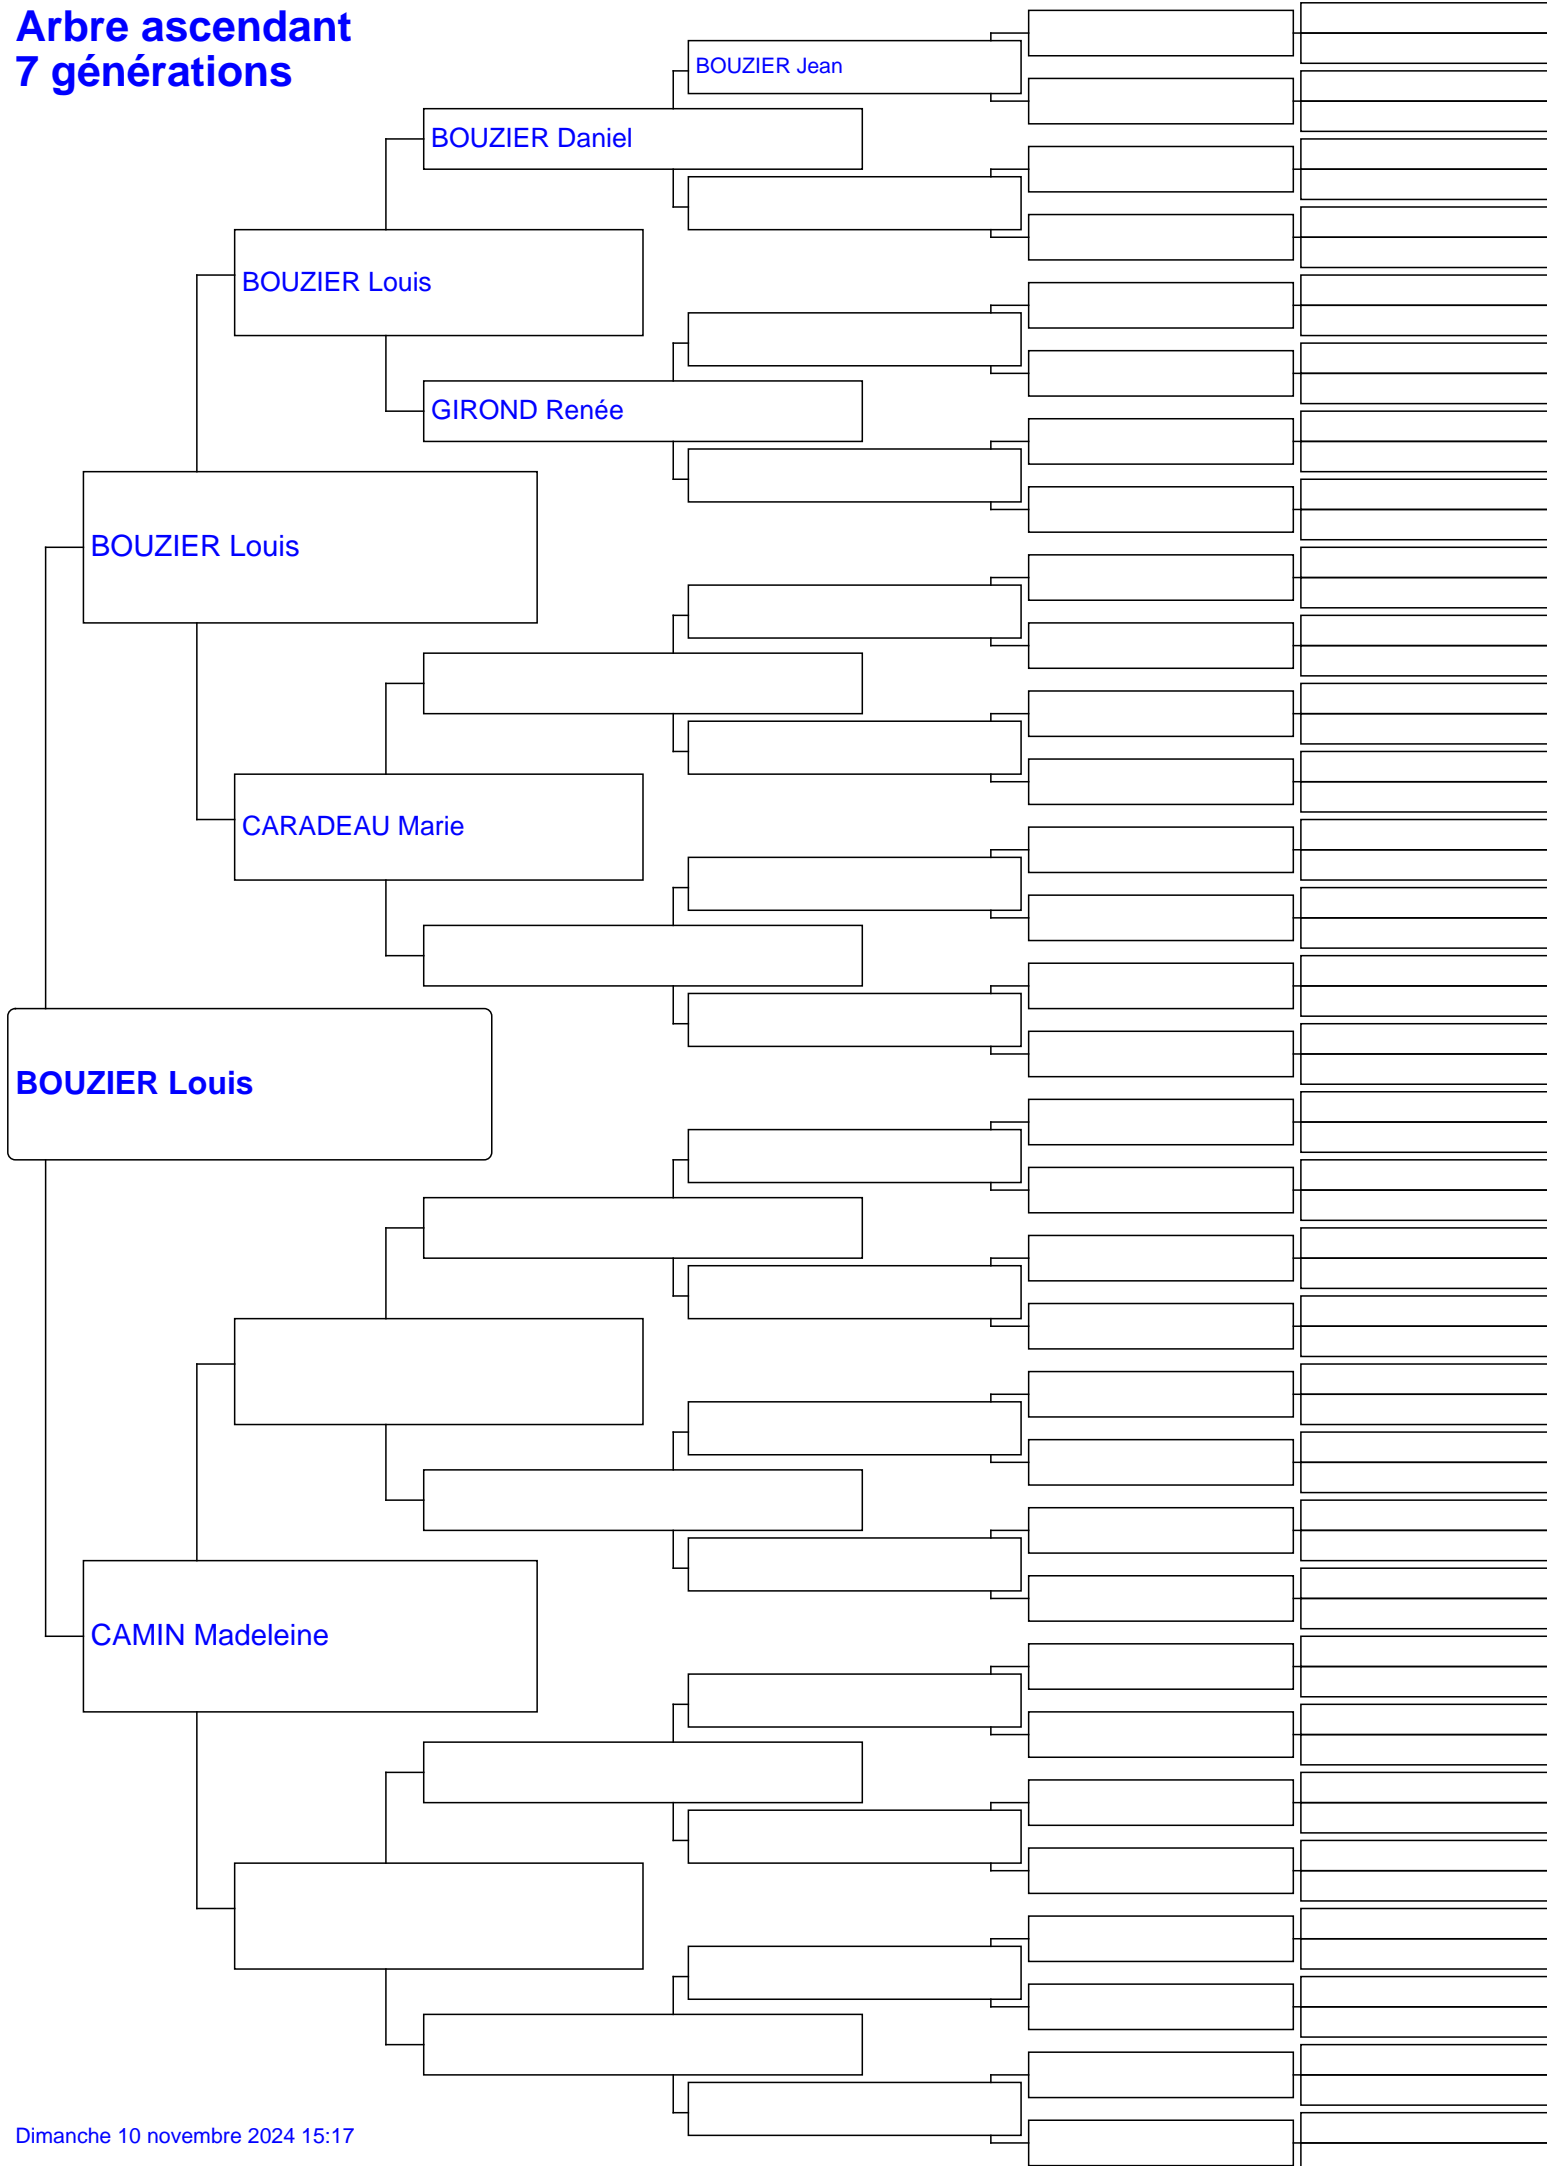 Arbre ascendant
7 générations
BOUZIER Jean
BOUZIER Daniel
BOUZIER Louis
GIROND Renée
BOUZIER Louis
CARADEAU Marie
BOUZIER Louis
CAMIN Madeleine
Dimanche 10 novembre 2024 15:17